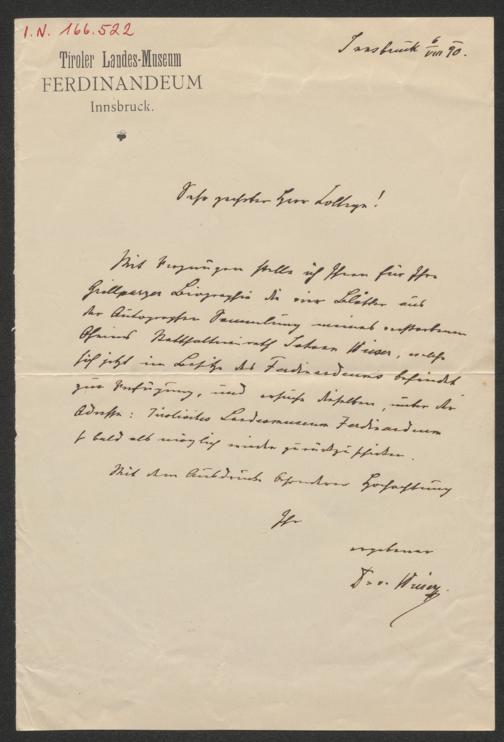 I.N. 166.522
Tiroler Landes-Museum
FERDINANDEUM
Innsbruck.
Innsbruck 6/VIII 90.
Sehr geehrter Herr Collega!
Mit Vergnügen stelle ich Ihnen für Ihre
Grillparzer Biographie die vier Blätter aus
der Autographen Sammlung meines verstorbenen
Oheims Statthaltereirath Johann Wieser, welche
sich jetzt im Besitze des Ferdinandeums befindet
zur Verfügung, und ersuche dieselben, unter der
Adresse: Tirolisches Landesmuseum Ferdinandeum
so bald als möglich wieder zurückzuschicken.
Mit dem Ausdrucke besonderer Hochachtung
Ihr
ergebener
Dr. v. Wieser